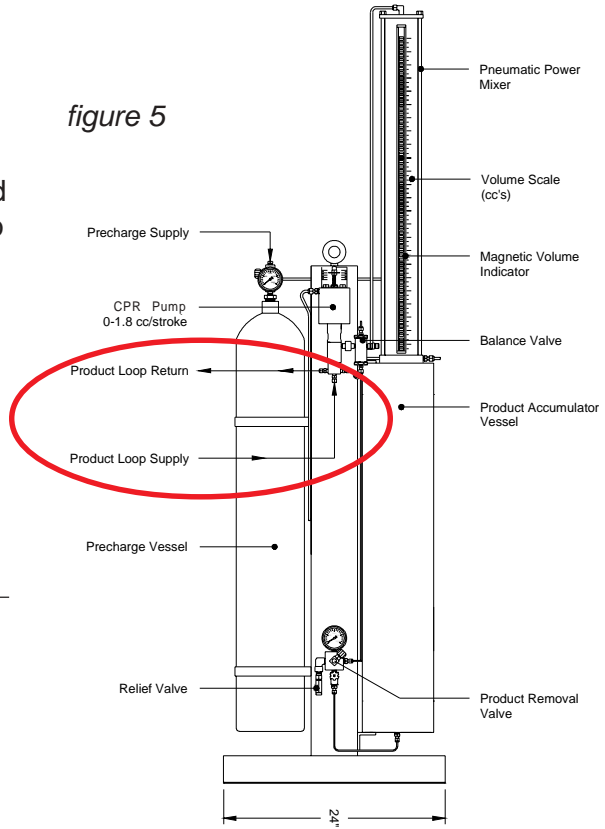 figure 5
d
Pneumatic Power
Mixer
Volume Scale
(cc's)
Precharge Supply
Magnetic Volume
Indicator
CPR Pump
0-1.8 cc/stroke
Balance Valve
Product Loop Return
Product Accumulator
Vessel
Product Loop Supply
Precharge Vessel
Relief Valve
Product Removal
Valve
24"